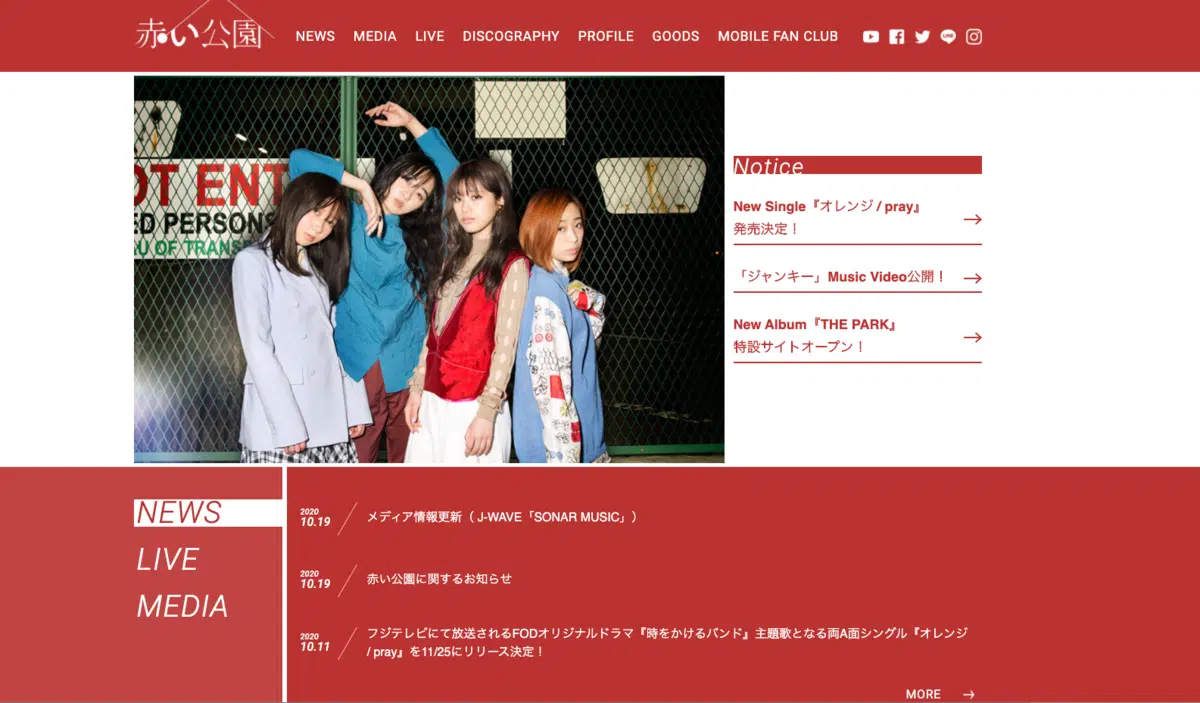 赤い公園
NEWS MEDIA LIVE DISCOGRAPHY PROFILE GOODS MOBILE FAN CLUB
OT ENT
ED PERSONS
U OF TRANS
Notice
New Single『オレンジ / pray』
発売決定！
「ジャンキー」Music Video公開！
New Album『THE PARK』
特設サイトオープン！
NEWS
LIVE
MEDIA
2020
10.19
メディア情報更新（ J-WAVE「SONAR MUSIC」）
2020
10.19
赤い公園に関するお知らせ
2020
10.11
フジテレビにて放送されるFODオリジナルドラマ『時をかけるバンド』主題歌となる両A面シングル『オレンジ
/ pray』を11/25にリリース決定！
MORE